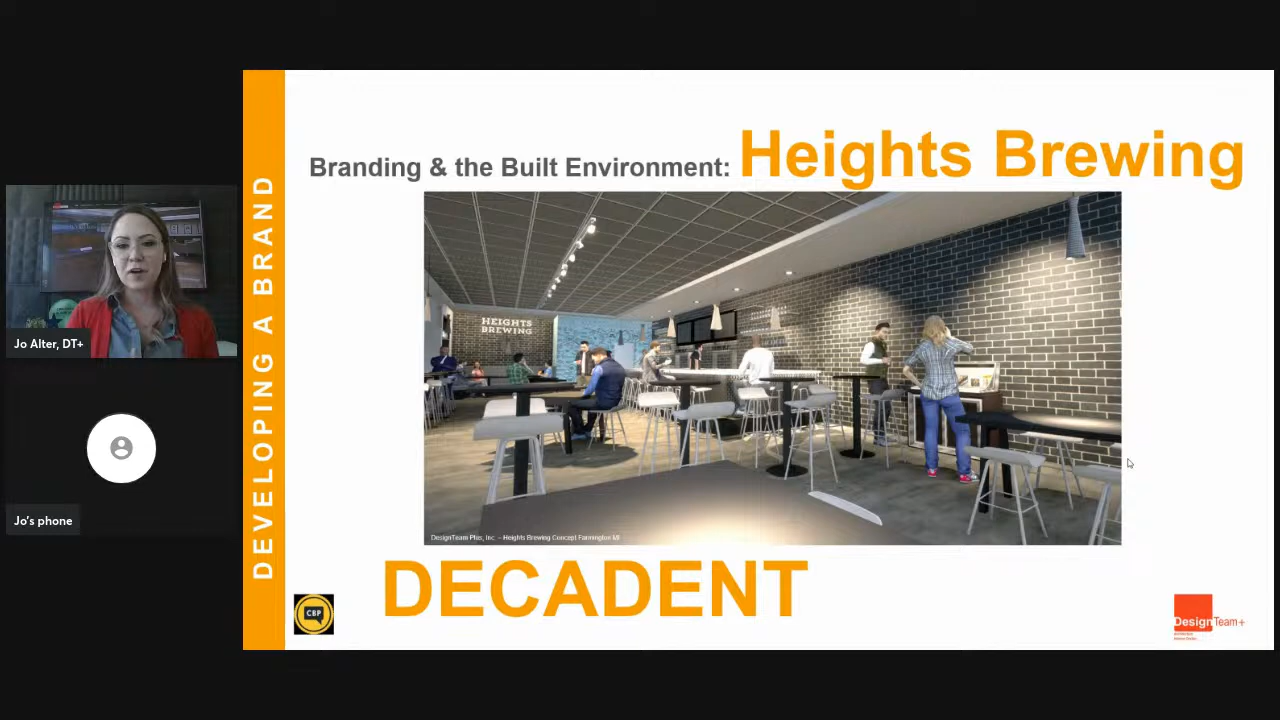 Branding & the Built Environment: Heights Brewing
DEVELOPING A BRAND
HEIGHTS
BREWING
DesignTeam Plus, Inc. - Heights Brewing Concept Farmington MI
DECADENT
CBP
DesignTeam+
Jo Alter, DT+
Jo's phone